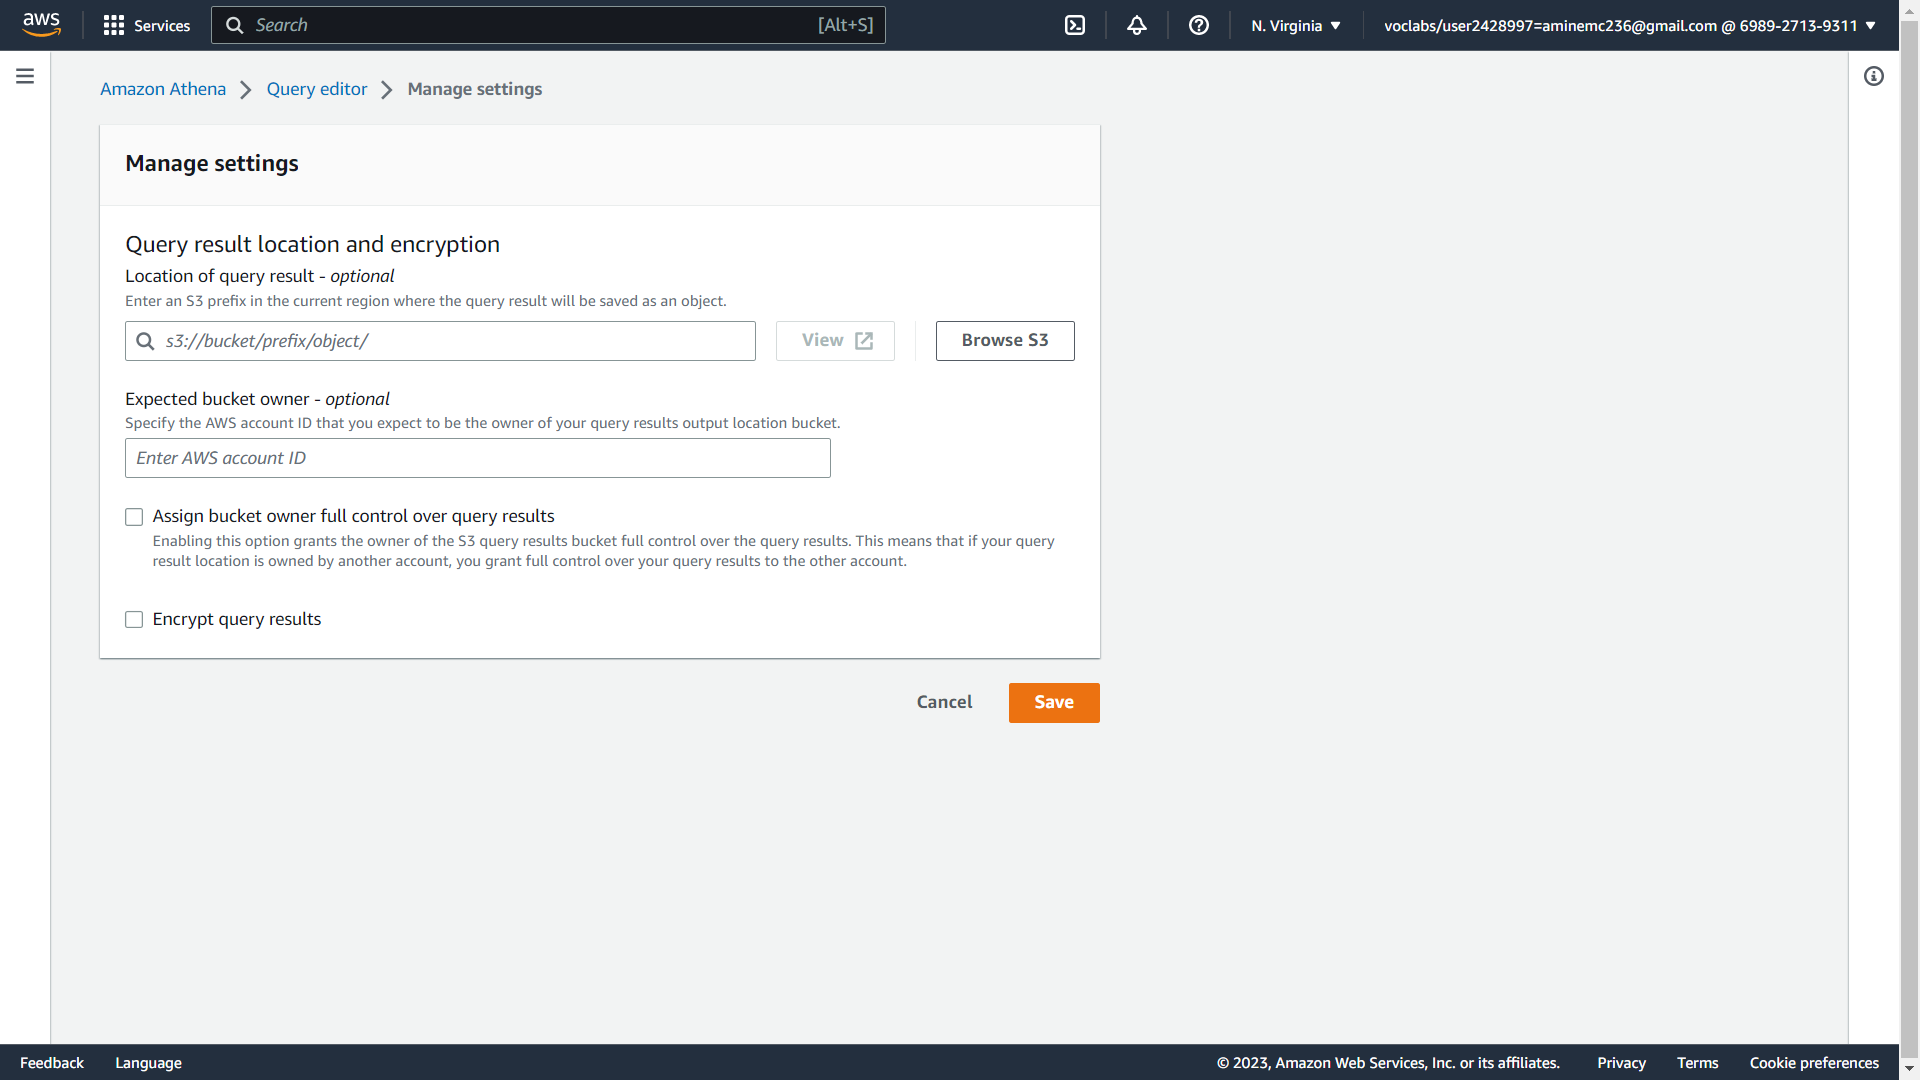 aws
Services
Search
[Alt+S]
N. Virginia
voclabs/user2428997=aminemc236@gmail.com @ 6989-2713-9311
Amazon Athena
Query editor
Manage settings
Manage settings
Query result location and encryption
Location of query result - optional
Enter an S3 prefix in the current region where the query result will be saved as an object.
s3://bucket/prefix/object/
View
Browse S3
Expected bucket owner - optional
Specify the AWS account ID that you expect to be the owner of your query results output location bucket.
Enter AWS account ID
Assign bucket owner full control over query results
Enabling this option grants the owner of the S3 query results bucket full control over the query results. This means that if your query
result location is owned by another account, you grant full control over your query results to the other account.
Encrypt query results
Cancel
Save
Feedback
Language
© 2023, Amazon Web Services, Inc. or its affiliates.
Privacy
Terms
Cookie preferences